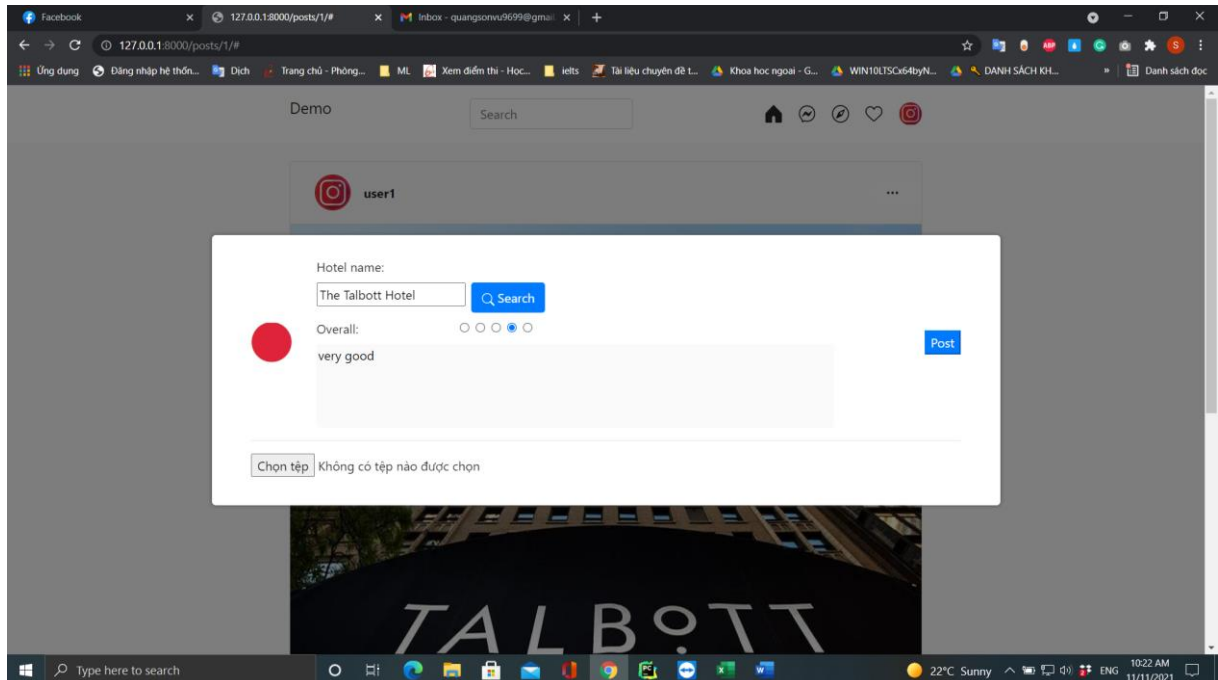 Facebook
127.0.0.1:8000/posts/1/#
Inbox - quangsonvu9699@gmai
127.0.0.1:8000/posts/1/#
ABP
S
Ứng dụng
Đăng nhập hệ thốn...
Dịch
Trang chủ - Phòng...
ML
Xem điểm thi - Học...
ielts
Tài liệu chuyên đề t...
Khoa hoc ngoai - G...
WIN10LTSCx64byN...
DANH SÁCH KH...
»
Danh sách đọc
Demo
Search
user1
...
Hotel name:
The Talbott Hotel
Search
Overall:
very good
Post
Chọn tệp Không có tệp nào được chọn
TALBOTT
Type here to search
22°C Sunny
ENG
10:22 AM
11/11/2021